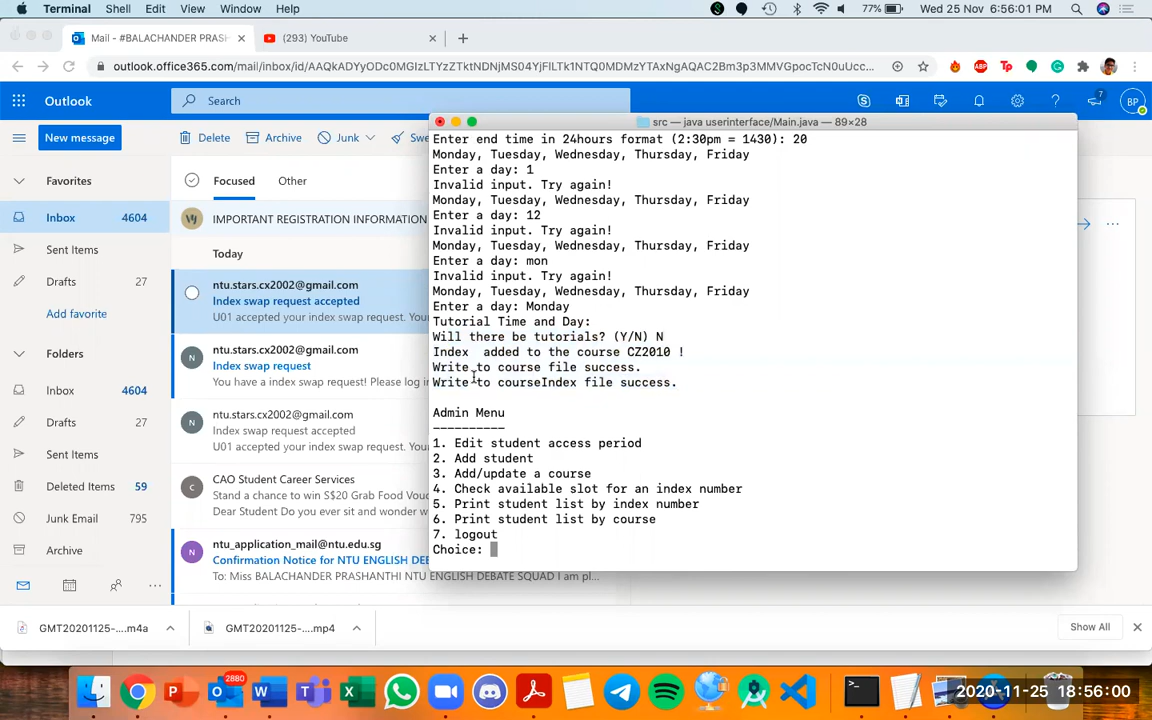 Terminal Shell Edit View Window Help 77% Wed 25 Nov 6:56:01 PM
Mail - #BALACHANDER PRASH
(293) YouTube
outlook.office365.com/mail/inbox/id/
Outlook
Search
New message
Delete Archive Junk
Favorites
Inbox 4604
Sent Items
Drafts 27
Add favorite
Folders
Inbox 4604
Drafts 27
Sent Items
Deleted Items 59
Junk Email 795
Archive
Focused Other
IMPORTANT REGISTRATION INFORMATION
Today
ntu.stars.cx2002@gmail.com
Index swap request accepted
U01 accepted your index swap request. Your
N
ntu.stars.cx2002@gmail.com
Index swap request
You have a index swap request! Please log in
N
ntu.stars.cx2002@gmail.com
Index swap request accepted
U01 accepted your index swap request. Your
C
CAO Student Career Services
Stand a chance to win S$20 Grab Food Vou
Dear Student Do you ever sit and wonder w
N
ntu_application_mail@ntu.edu.sg
Confirmation Notice for NTU ENGLISH DE
To: Miss BALACHANDER PRASHANTHI NTU ENGLISH DEBATE SQUAD I am ple...
7
BP
src — java userinterface/Main.java — 89×28
Enter end time in 24hours format (2:30pm = 1430): 20
Monday, Tuesday, Wednesday, Thursday, Friday
Enter a day: 1
Invalid input. Try again!
Monday, Tuesday, Wednesday, Thursday, Friday
Enter a day: 12
Invalid input. Try again!
Monday, Tuesday, Wednesday, Thursday, Friday
Enter a day: mon
Invalid input. Try again!
Monday, Tuesday, Wednesday, Thursday, Friday
Enter a day: Monday
Tutorial Time and Day:
Will there be tutorials? (Y/N) N
Index  added to the course CZ2010 !
Write to course file success.
Write to courseIndex file success.
Admin Menu
----------
1. Edit student access period
2. Add student
3. Add/update a course
4. Check available slot for an index number
5. Print student list by index number
6. Print student list by course
7. logout
Choice:
GMT20201125-....m4a
GMT20201125-....mp4
Show All
2880
2020-11-25 18:56:00